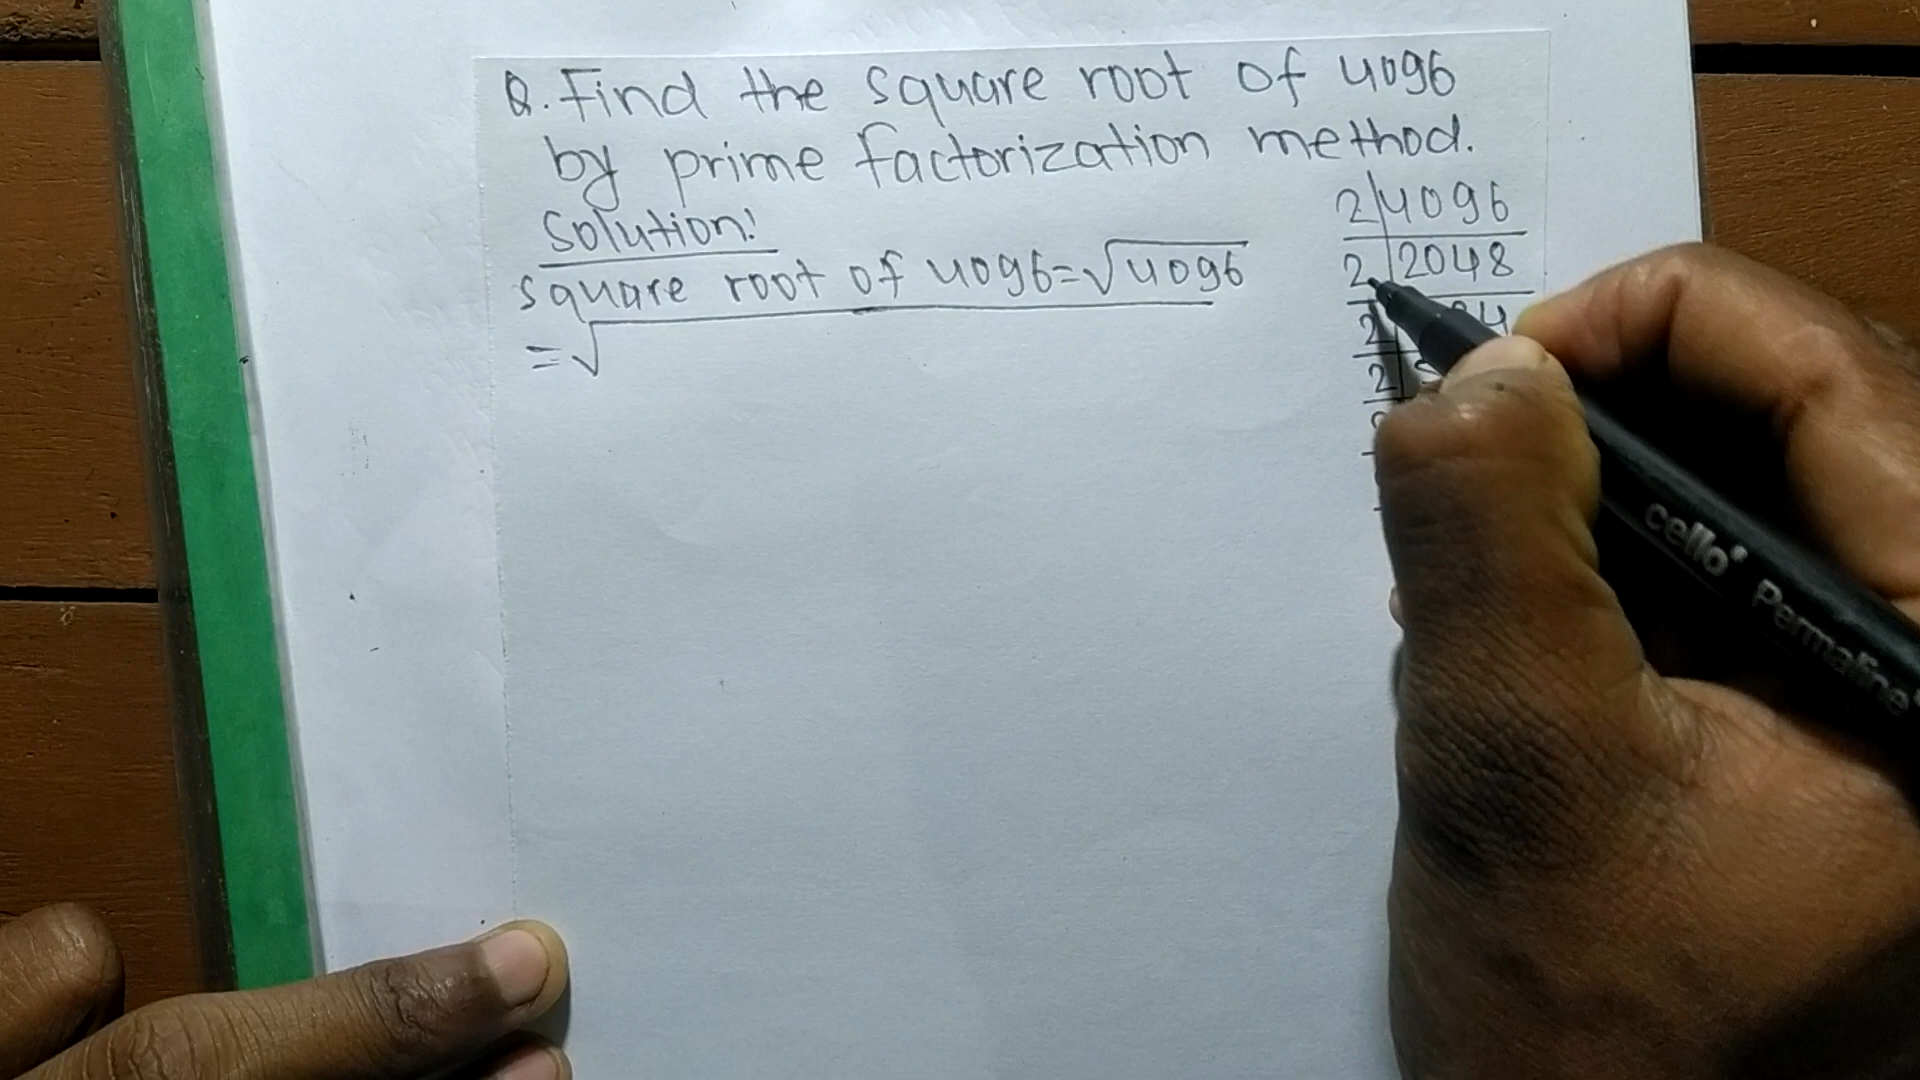 Q. Find the square root of 4096
by prime factorization method.
Solution:
square root of 4096=√4096
=√
2|4096
2|2048
2
2
cello Permaline